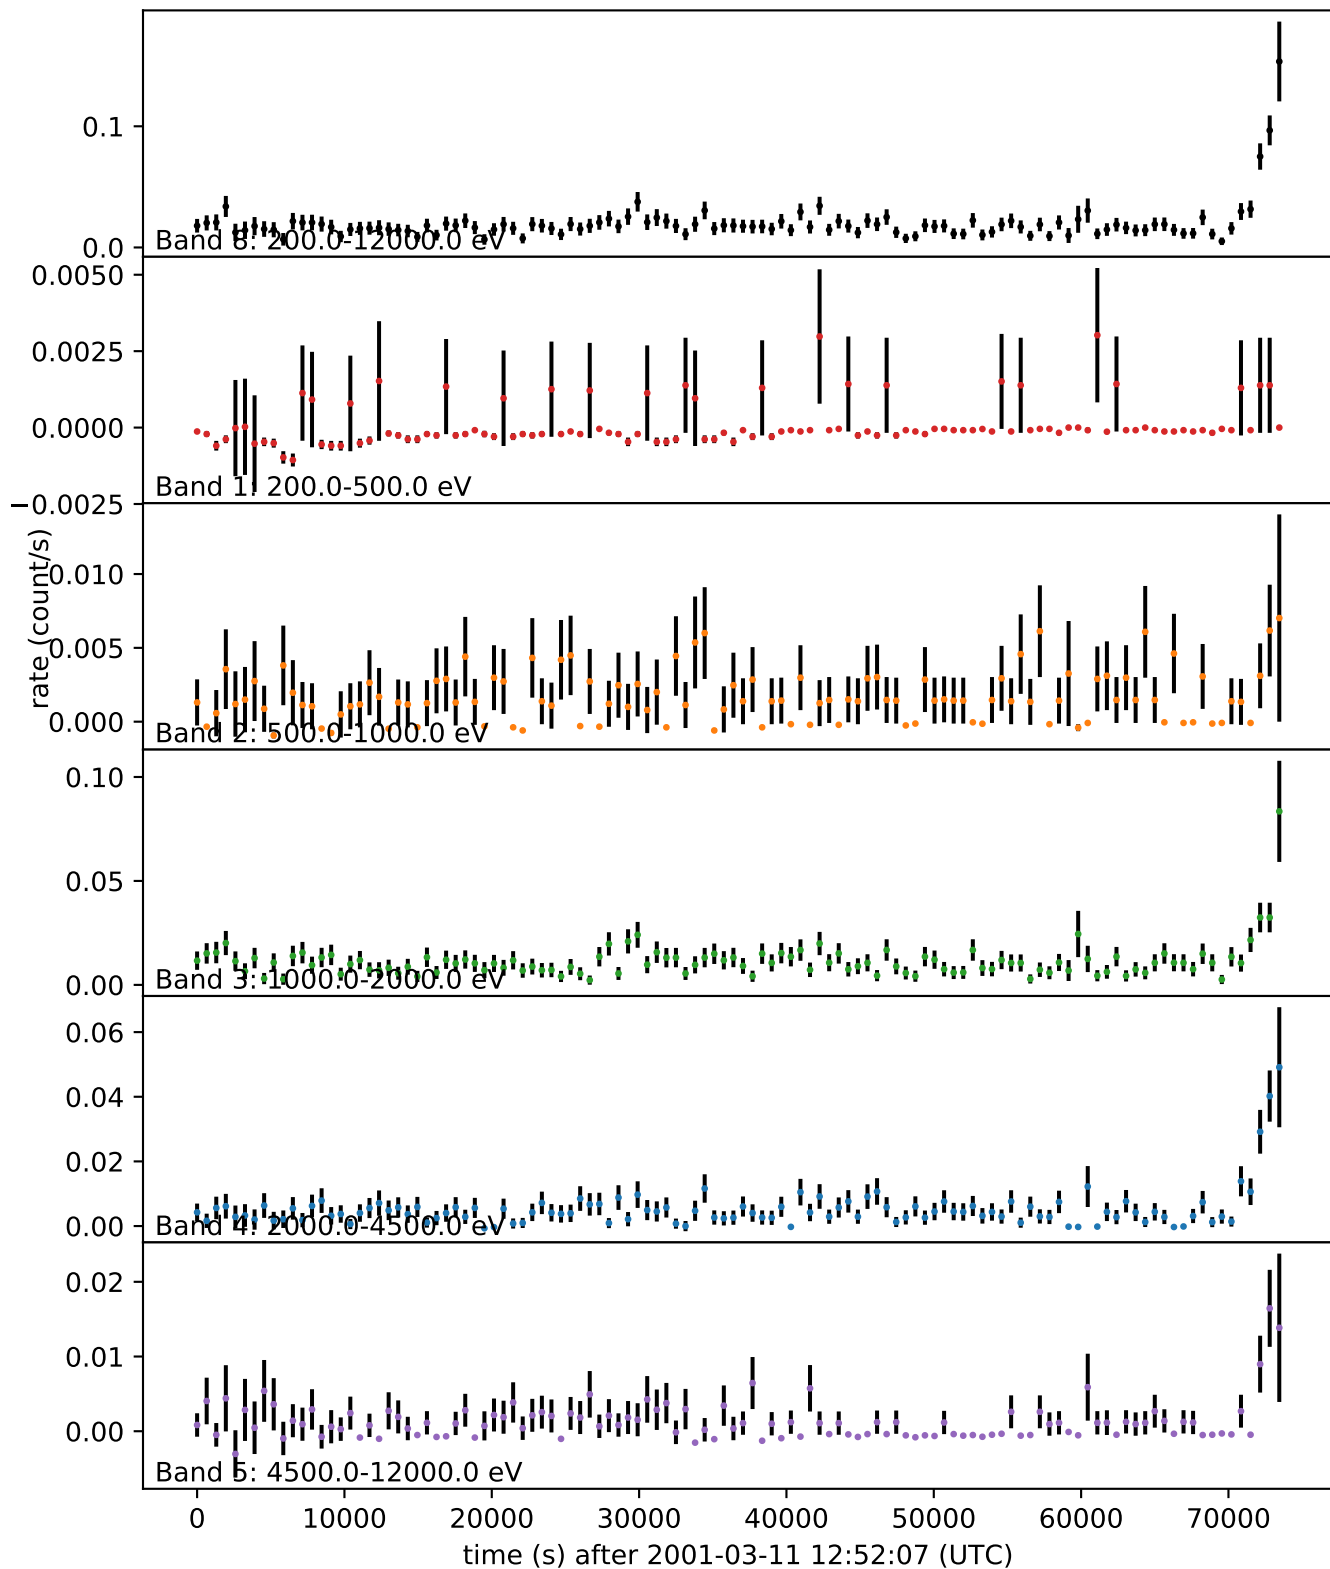 0.1
0.0
Band 8: 200.0-12000.0 eV
0.0050
0.0025
0.0000
−0.0025
Band 1: 200.0-500.0 eV
rate (count/s)
0.010
0.005
0.000
Band 2: 500.0-1000.0 eV
0.10
0.05
0.00
Band 3: 1000.0-2000.0 eV
0.06
0.04
0.02
0.00
Band 4: 2000.0-4500.0 eV
0.02
0.01
0.00
Band 5: 4500.0-12000.0 eV
0 10000 20000 30000 40000 50000 60000 70000
time (s) after 2001-03-11 12:52:07 (UTC)